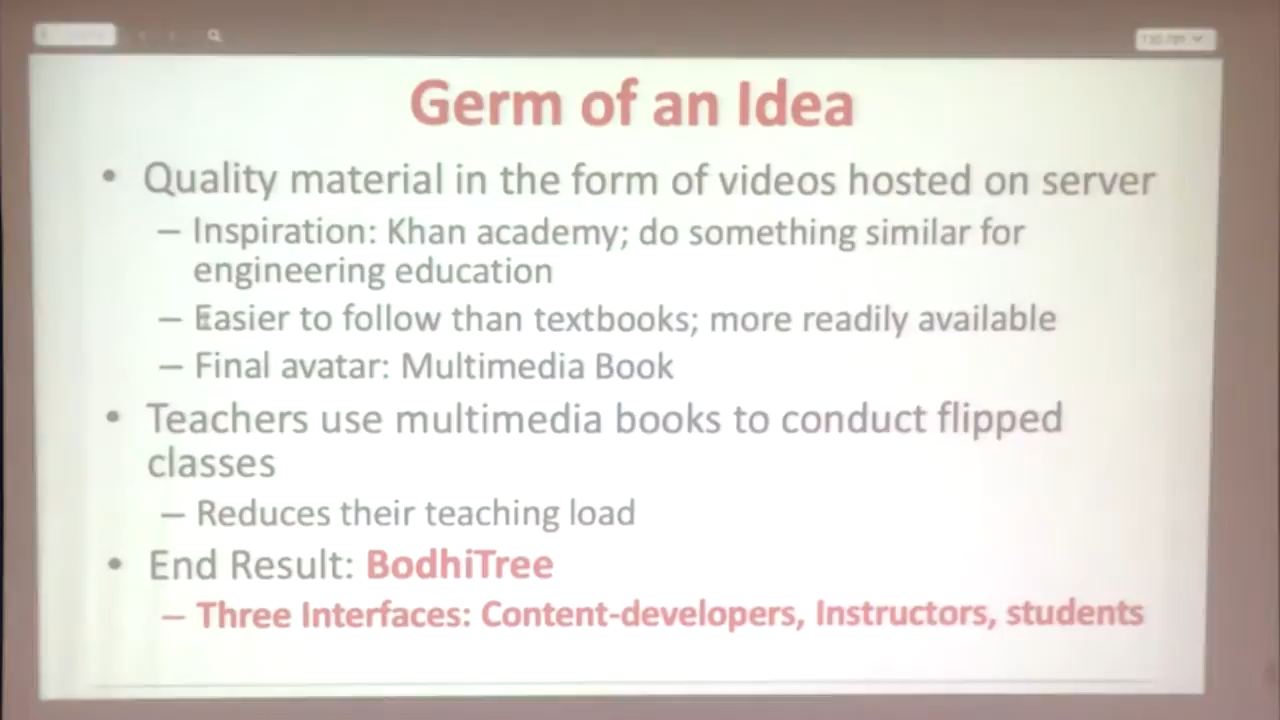 Germ of an Idea
• Quality material in the form of videos hosted on server
– Inspiration: Khan academy; do something similar for
engineering education
– Easier to follow than textbooks; more readily available
– Final avatar: Multimedia Book
• Teachers use multimedia books to conduct flipped
classes
– Reduces their teaching load
• End Result: BodhiTree
– Three Interfaces: Content-developers, Instructors, students